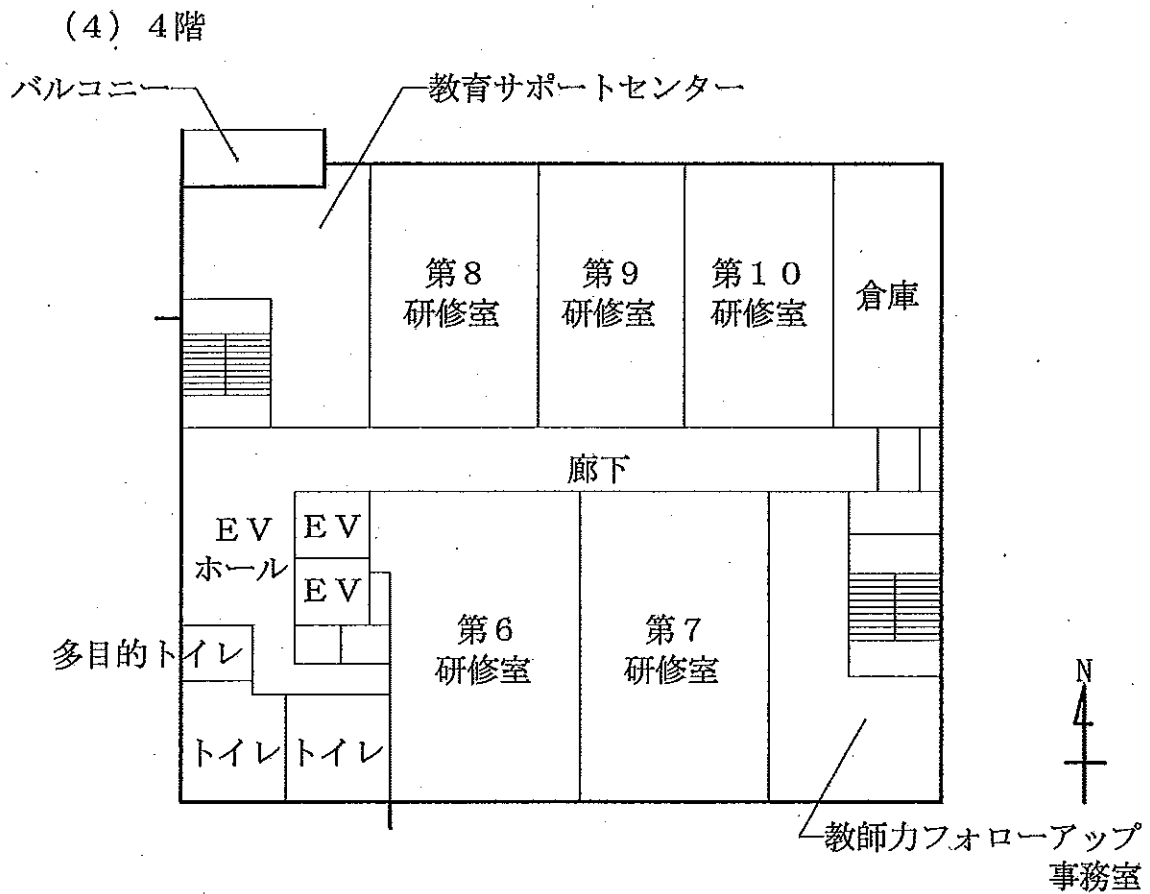 (4) 4階
バルコニー
教育サポートセンター
第8
研修室
第9
研修室
第10
研修室
倉庫
廊下
EV
ホール
EV
EV
第6
研修室
第7
研修室
多目的トイレ
トイレ
トイレ
N
教師力フォローアップ
事務室